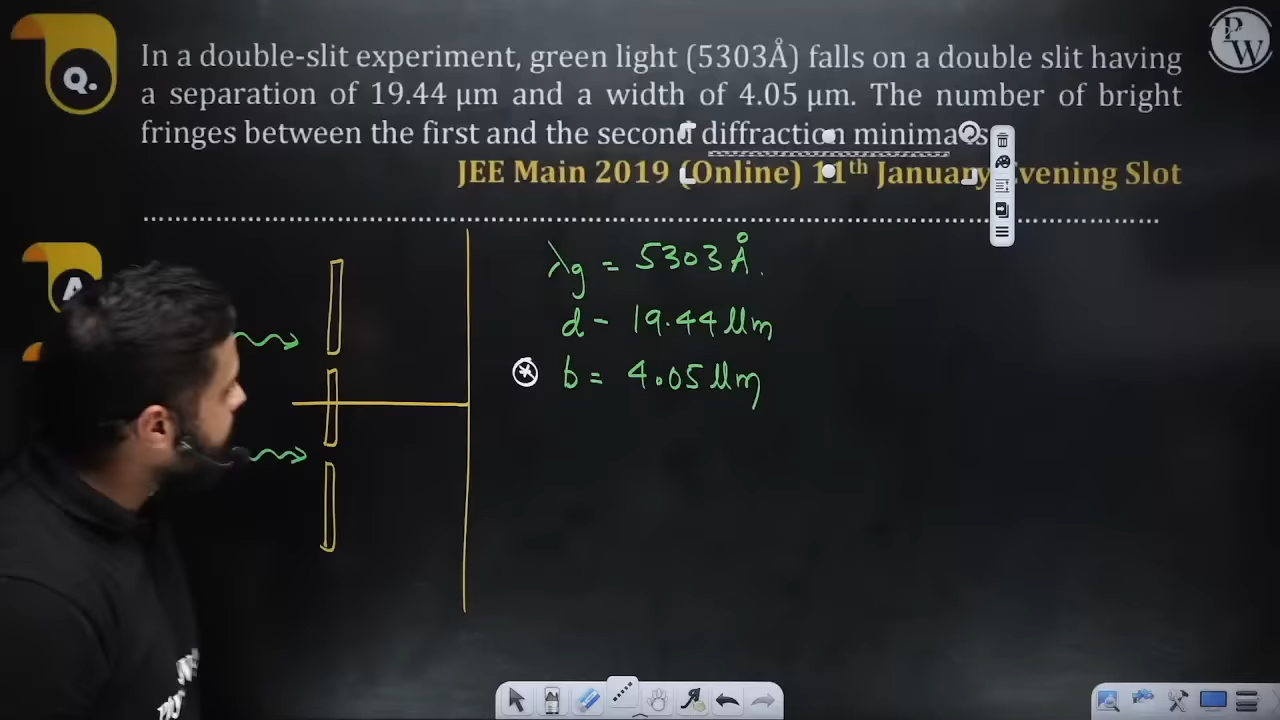 Q.
In a double-slit experiment, green light (5303Å) falls on a double slit having
a separation of 19.44 μm and a width of 4.05 μm. The number of bright
fringes between the first and the second diffraction minima is
JEE Main 2019 (Online) 11th January Evening Slot
PW
A
λg = 5303 Å.
d - 19.44 μm
b = 4.05 μm